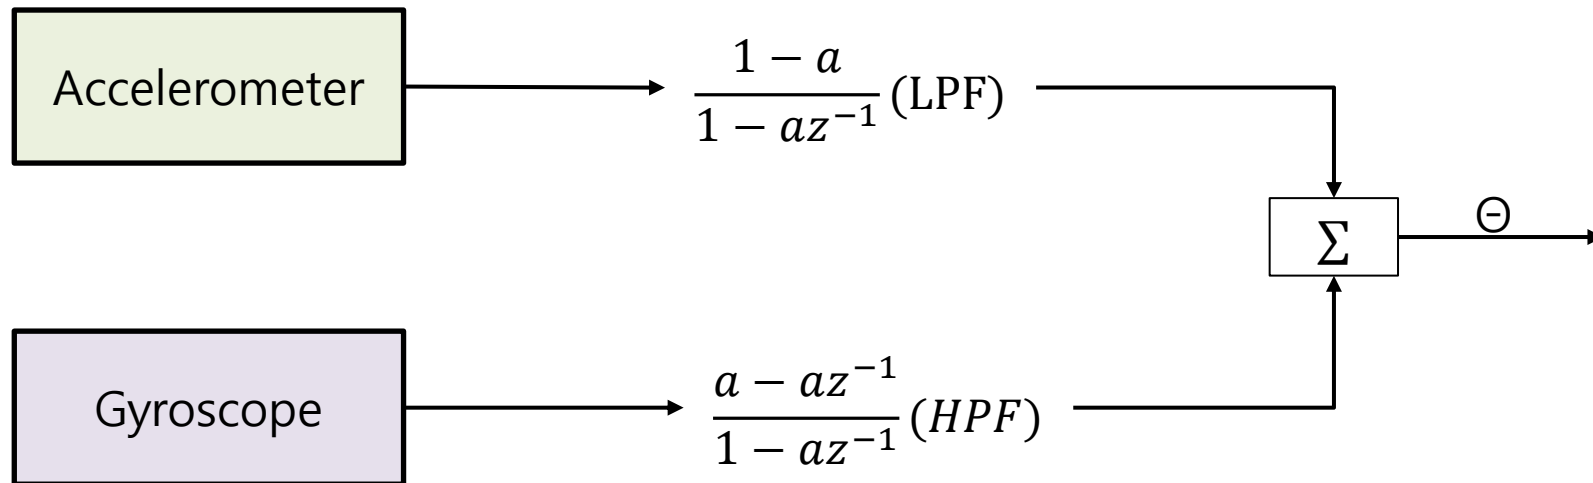 Accelerometer
1 − a
1 − az⁻¹ (LPF)
Σ
Θ
Gyroscope
a − az⁻¹
1 − az⁻¹ (HPF)